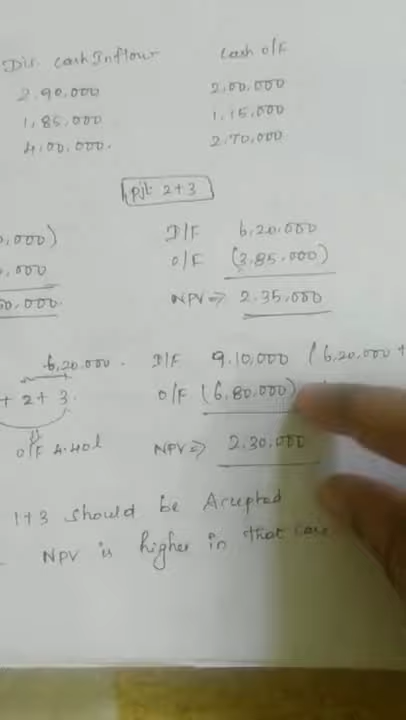 Dis. cash Inflow cash o/f
2.90,000 2,00,000
1,85,000 1,15,000
4,00,000. 2,70,000
pjt 2+3
0,000) I/F 6,20,000
,000 O/F (3,85,000)
50,000. NPV ⇒ 2,35,000
6,20,000. I/F 9,10,000 (6,20,000 +
+ 2 + 3. O/F (6,80,000)
O/F 4.40l NPV ⇒ 2,30,000
1+3 should be Accepted
NPV is higher in that case